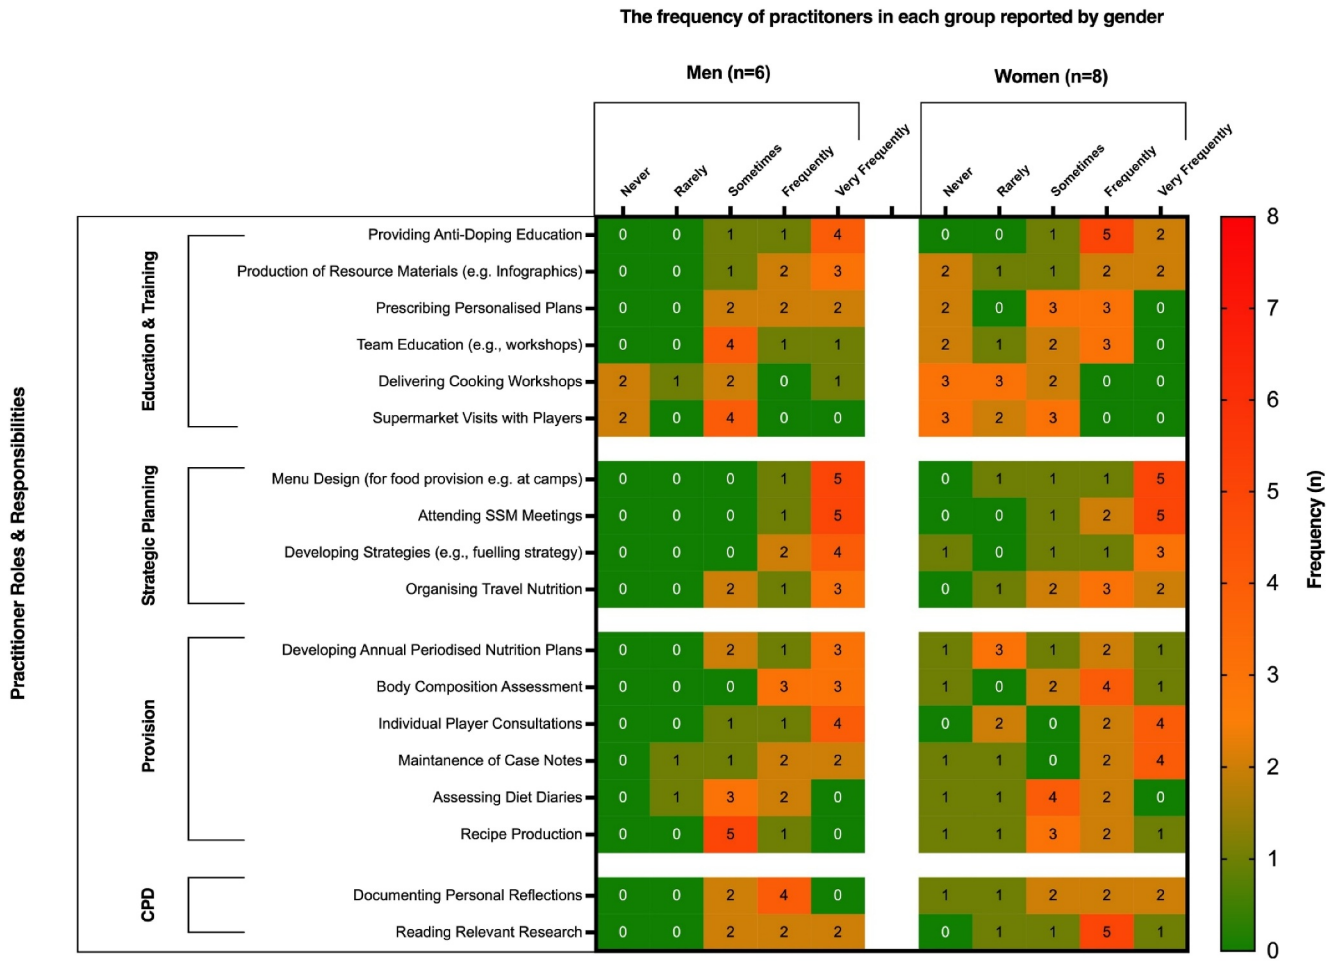 The frequency of practitoners in each group reported by gender
Men (n=6)
Women (n=8)
Never Rarely Sometimes Frequently Very Frequently Never Rarely Sometimes Frequently Very Frequently
Practitioner Roles & Responsibilities
Education & Training
Providing Anti-Doping Education 0 0 1 1 4 0 0 1 5 2
Production of Resource Materials (e.g. Infographics) 0 0 1 2 3 2 1 1 2 2
Prescribing Personalised Plans 0 0 2 2 2 2 0 3 3 0
Team Education (e.g., workshops) 0 0 4 1 1 2 1 2 3 0
Delivering Cooking Workshops 2 1 2 0 1 3 3 2 0 0
Supermarket Visits with Players 2 0 4 0 0 3 2 3 0 0
Strategic Planning
Menu Design (for food provision e.g. at camps) 0 0 0 1 5 0 1 1 1 5
Attending SSM Meetings 0 0 0 1 5 0 0 1 2 5
Developing Strategies (e.g., fuelling strategy) 0 0 0 2 4 1 0 1 1 3
Organising Travel Nutrition 0 0 2 1 3 0 1 2 3 2
Provision
Developing Annual Periodised Nutrition Plans 0 0 2 1 3 1 3 1 2 1
Body Composition Assessment 0 0 0 3 3 1 0 2 4 1
Individual Player Consultations 0 0 1 1 4 0 2 0 2 4
Maintanence of Case Notes 0 1 1 2 2 1 1 0 2 4
Assessing Diet Diaries 0 1 3 2 0 1 1 4 2 0
Recipe Production 0 0 5 1 0 1 1 3 2 1
CPD
Documenting Personal Reflections 0 0 2 4 0 1 1 2 2 2
Reading Relevant Research 0 0 2 2 2 0 1 1 5 1
8
7
6
5
4
3
2
1
0
Frequency (n)